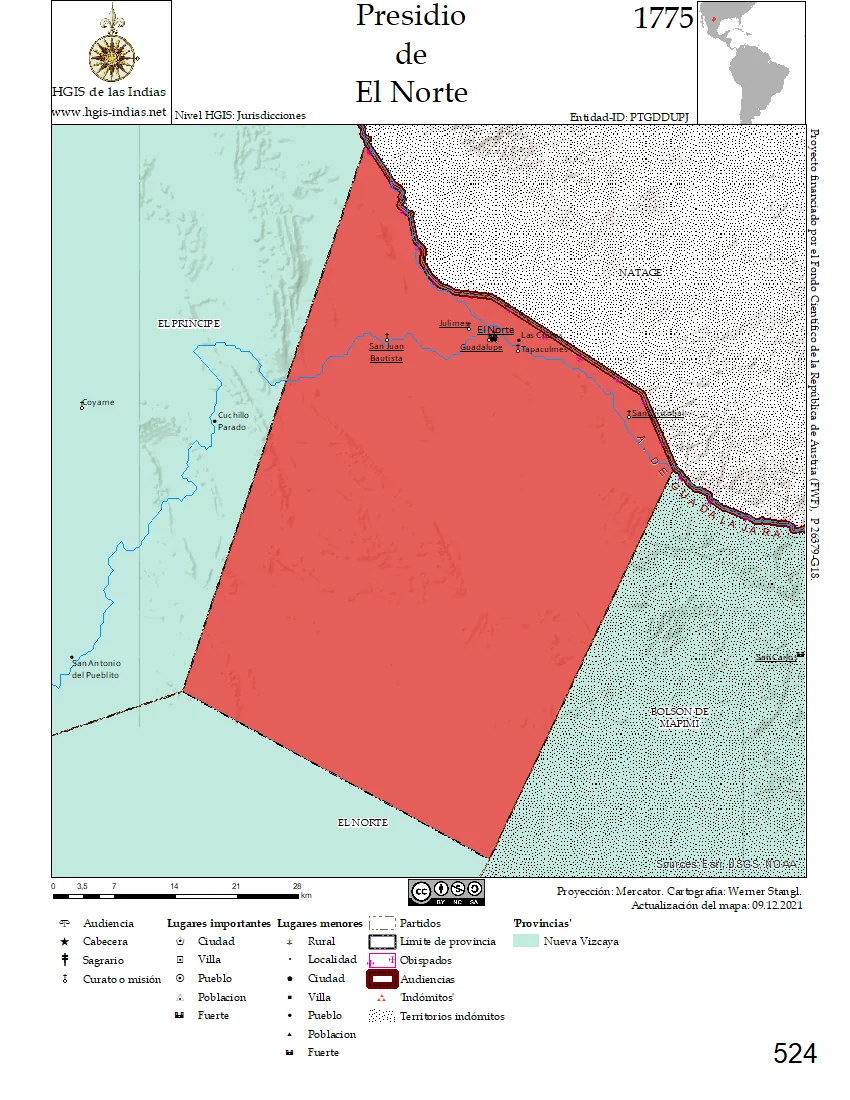 Presidio
de
El Norte
1775
HGIS de las Indias
www.hgis-indias.net
Nivel HGIS: Jurisdicciones
Entidad-ID: PTGDDUPJ
Proyecto financiado por el Fondo Científico de la República de Austria (FWF), P 26379-G18.
NATAGE
EL PRINCIPE
Julimes
El Norte
Las
San Juan
Bautista
Guadalupe
Tapacolmes
Coyame
Cuchillo
Parado
San
A. DE GUADALAJARA
San Antonio
del Pueblito
San Carlos
BOLSON DE
MAPIMI
EL NORTE
Sources: Esri, USGS, NOAA
0 3,5 7 14 21 28
km
CC BY NC SA
Proyección: Mercator. Cartografía: Werner Stangl.
Actualización del mapa: 09.12.2021
Audiencia
Cabecera
Sagrario
Curato o misión
Lugares importantes
Ciudad
Villa
Pueblo
Poblacion
Fuerte
Lugares menores
Rural
Localidad
Ciudad
Villa
Pueblo
Poblacion
Fuerte
Partidos
Límite de provincia
Obispados
Audiencias
'Indómitos'
Territorios indómitos
'Provincias'
Nueva Vizcaya
524